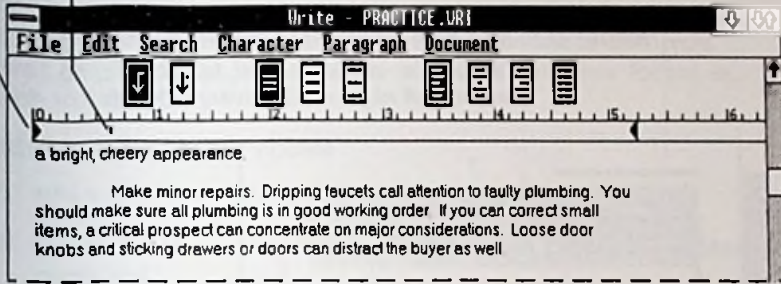 Write - PRACTICE.WRI
File Edit Search Character Paragraph Document
0 1 2 3 4 5 6
a bright, cheery appearance
Make minor repairs. Dripping faucets call attention to faulty plumbing. You
should make sure all plumbing is in good working order. If you can correct small
items, a critical prospect can concentrate on major considerations. Loose door
knobs and sticking drawers or doors can distract the buyer as well